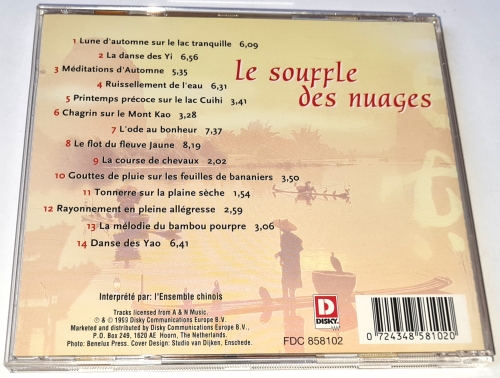 1 Lune d'automne sur le lac tranquille 6,09
2 La danse des Yi 6,56
3 Méditations d'Automne 5,35
4 Ruissellement de l'eau 6,31
5 Printemps précoce sur le lac Cuihi 3,41
6 Chagrin sur le Mont Kao 3,28
7 L'ode au bonheur 7,37
8 Le flot du fleuve Jaune 8,19
9 La course de chevaux 2,02
10 Gouttes de pluie sur les feuilles de bananiers 3,50
11 Tonnerre sur la plaine sèche 1,54
12 Rayonnement en pleine allégresse 2,59
13 La mélodie du bambou pourpre 3,06
14 Danse des Yao 6,41
le souffle
des nuages
Interprété par: l'Ensemble chinois
Tracks licensed from A & N Music.
℗ & © 1993 Disky Communications Europe B.V.
Marketed and distributed by Disky Communications Europe B.V.
P.O. Box 249, 1620 AE Hoorn, The Netherlands.
Photo: Benelux Press. Cover Design: Studio van Dijken, Enschede.
D
DISKY
FDC 858102
0 724348 581020